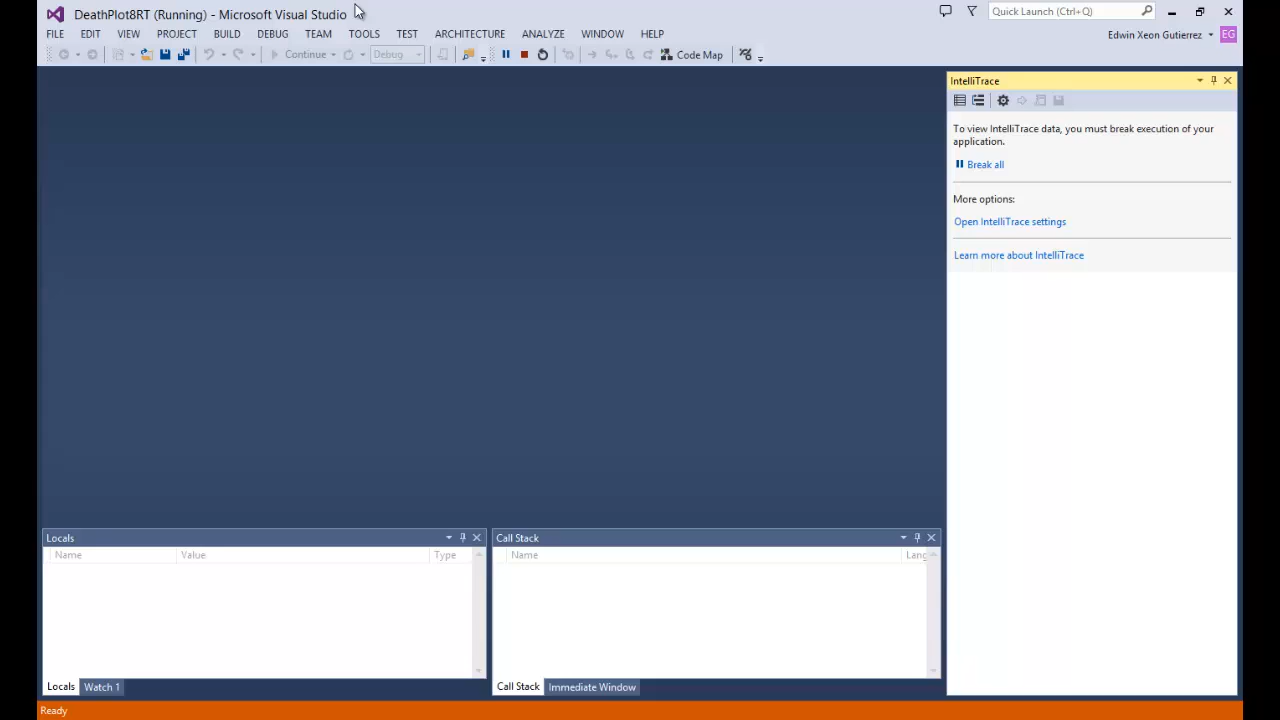 DeathPlot8RT (Running) - Microsoft Visual Studio
Quick Launch (Ctrl+Q)
FILE EDIT VIEW PROJECT BUILD DEBUG TEAM TOOLS TEST ARCHITECTURE ANALYZE WINDOW HELP
Edwin Xeon Gutierrez EG
Continue Debug Code Map
IntelliTrace
To view IntelliTrace data, you must break execution of your
application.
Break all
More options:
Open IntelliTrace settings
Learn more about IntelliTrace
Locals
Name Value Type
Locals Watch 1
Call Stack
Name Lang
Call Stack Immediate Window
Ready